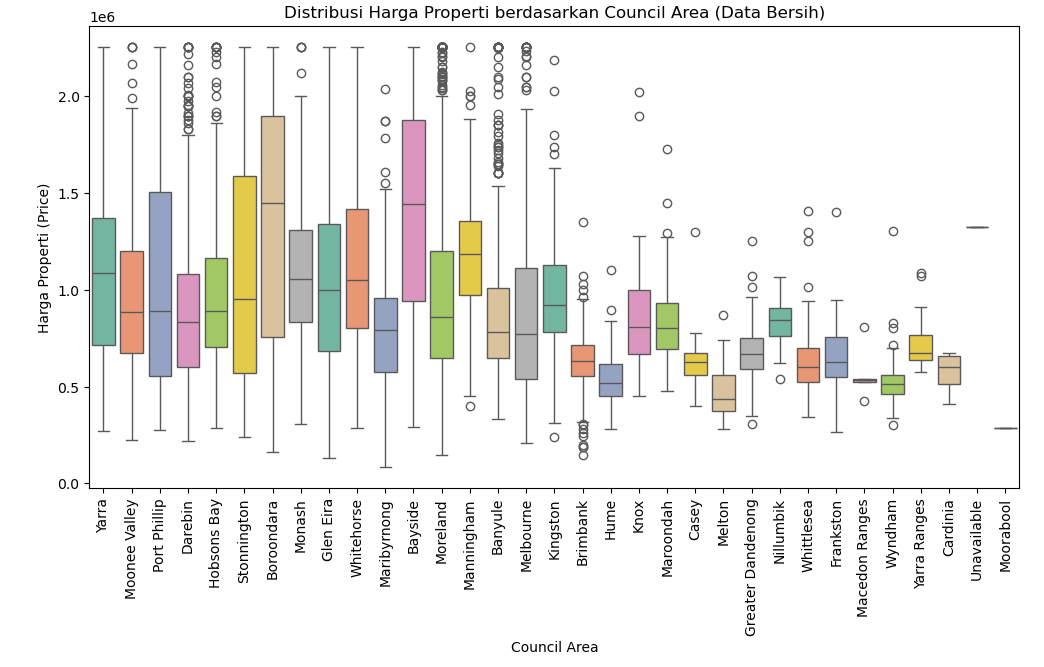 Distribusi Harga Properti berdasarkan Council Area (Data Bersih)
1e6
2.0
1.5
1.0
0.5
0.0
Harga Properti (Price)
Yarra
Moonee Valley
Port Phillip
Darebin
Hobsons Bay
Stonnington
Boroondara
Monash
Glen Eira
Whitehorse
Maribyrnong
Bayside
Moreland
Manningham
Banyule
Melbourne
Kingston
Brimbank
Hume
Knox
Maroondah
Casey
Melton
Greater Dandenong
Nillumbik
Whittlesea
Frankston
Macedon Ranges
Wyndham
Yarra Ranges
Cardinia
Unavailable
Moorabool
Council Area